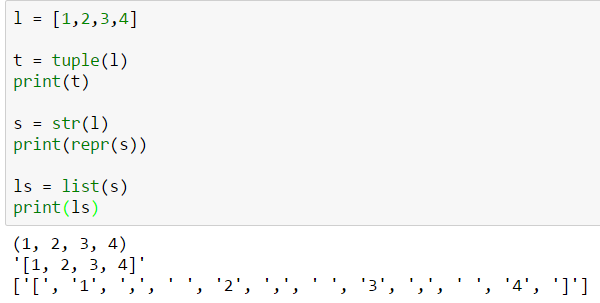 l = [1,2,3,4]
t = tuple(l)
print(t)
s = str(l)
print(repr(s))
ls = list(s)
print(ls)
(1, 2, 3, 4)
'[1, 2, 3, 4]'
['[', '1', ',', ' ', '2', ',', ' ', '3', ',', ' ', '4', ']']